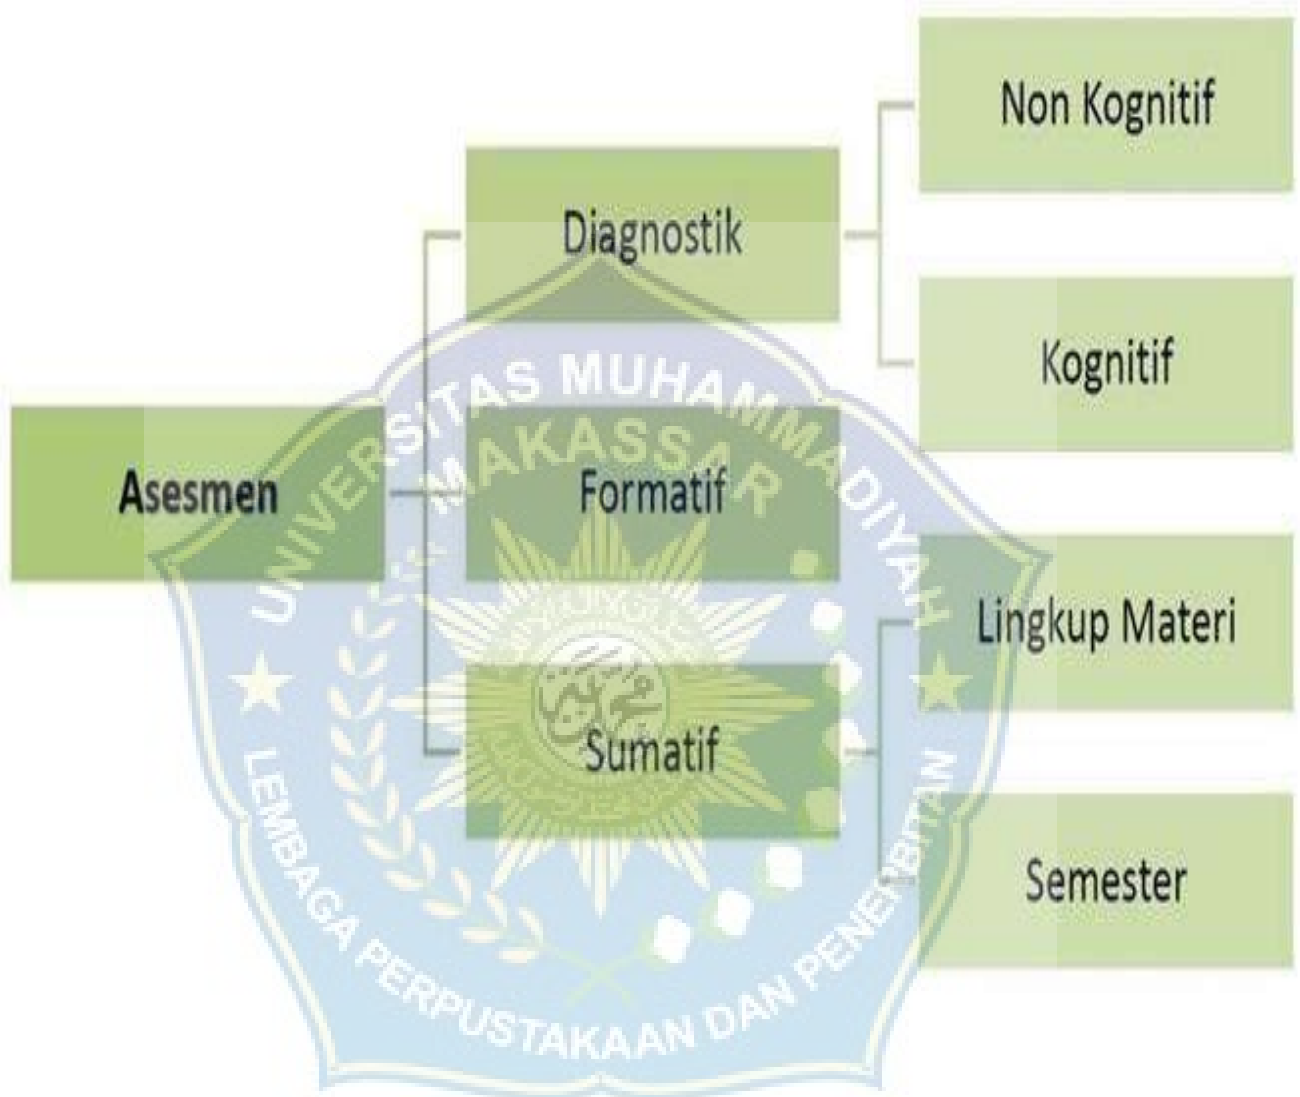 Non Kognitif
Diagnostik
Kognitif
Asesmen
Formatif
Lingkup Materi
Sumatif
Semester
UNIVERSITAS MUHAMMADIYAH
MAKASSAR
LEMBAGA PERPUSTAKAAN DAN PENERBITAN